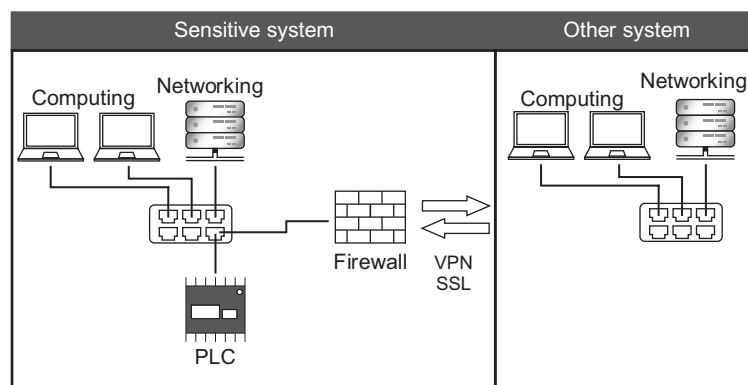 Sensitive system
Other system
Networking
Computing
Firewall
VPN
SSL
PLC
Networking
Computing